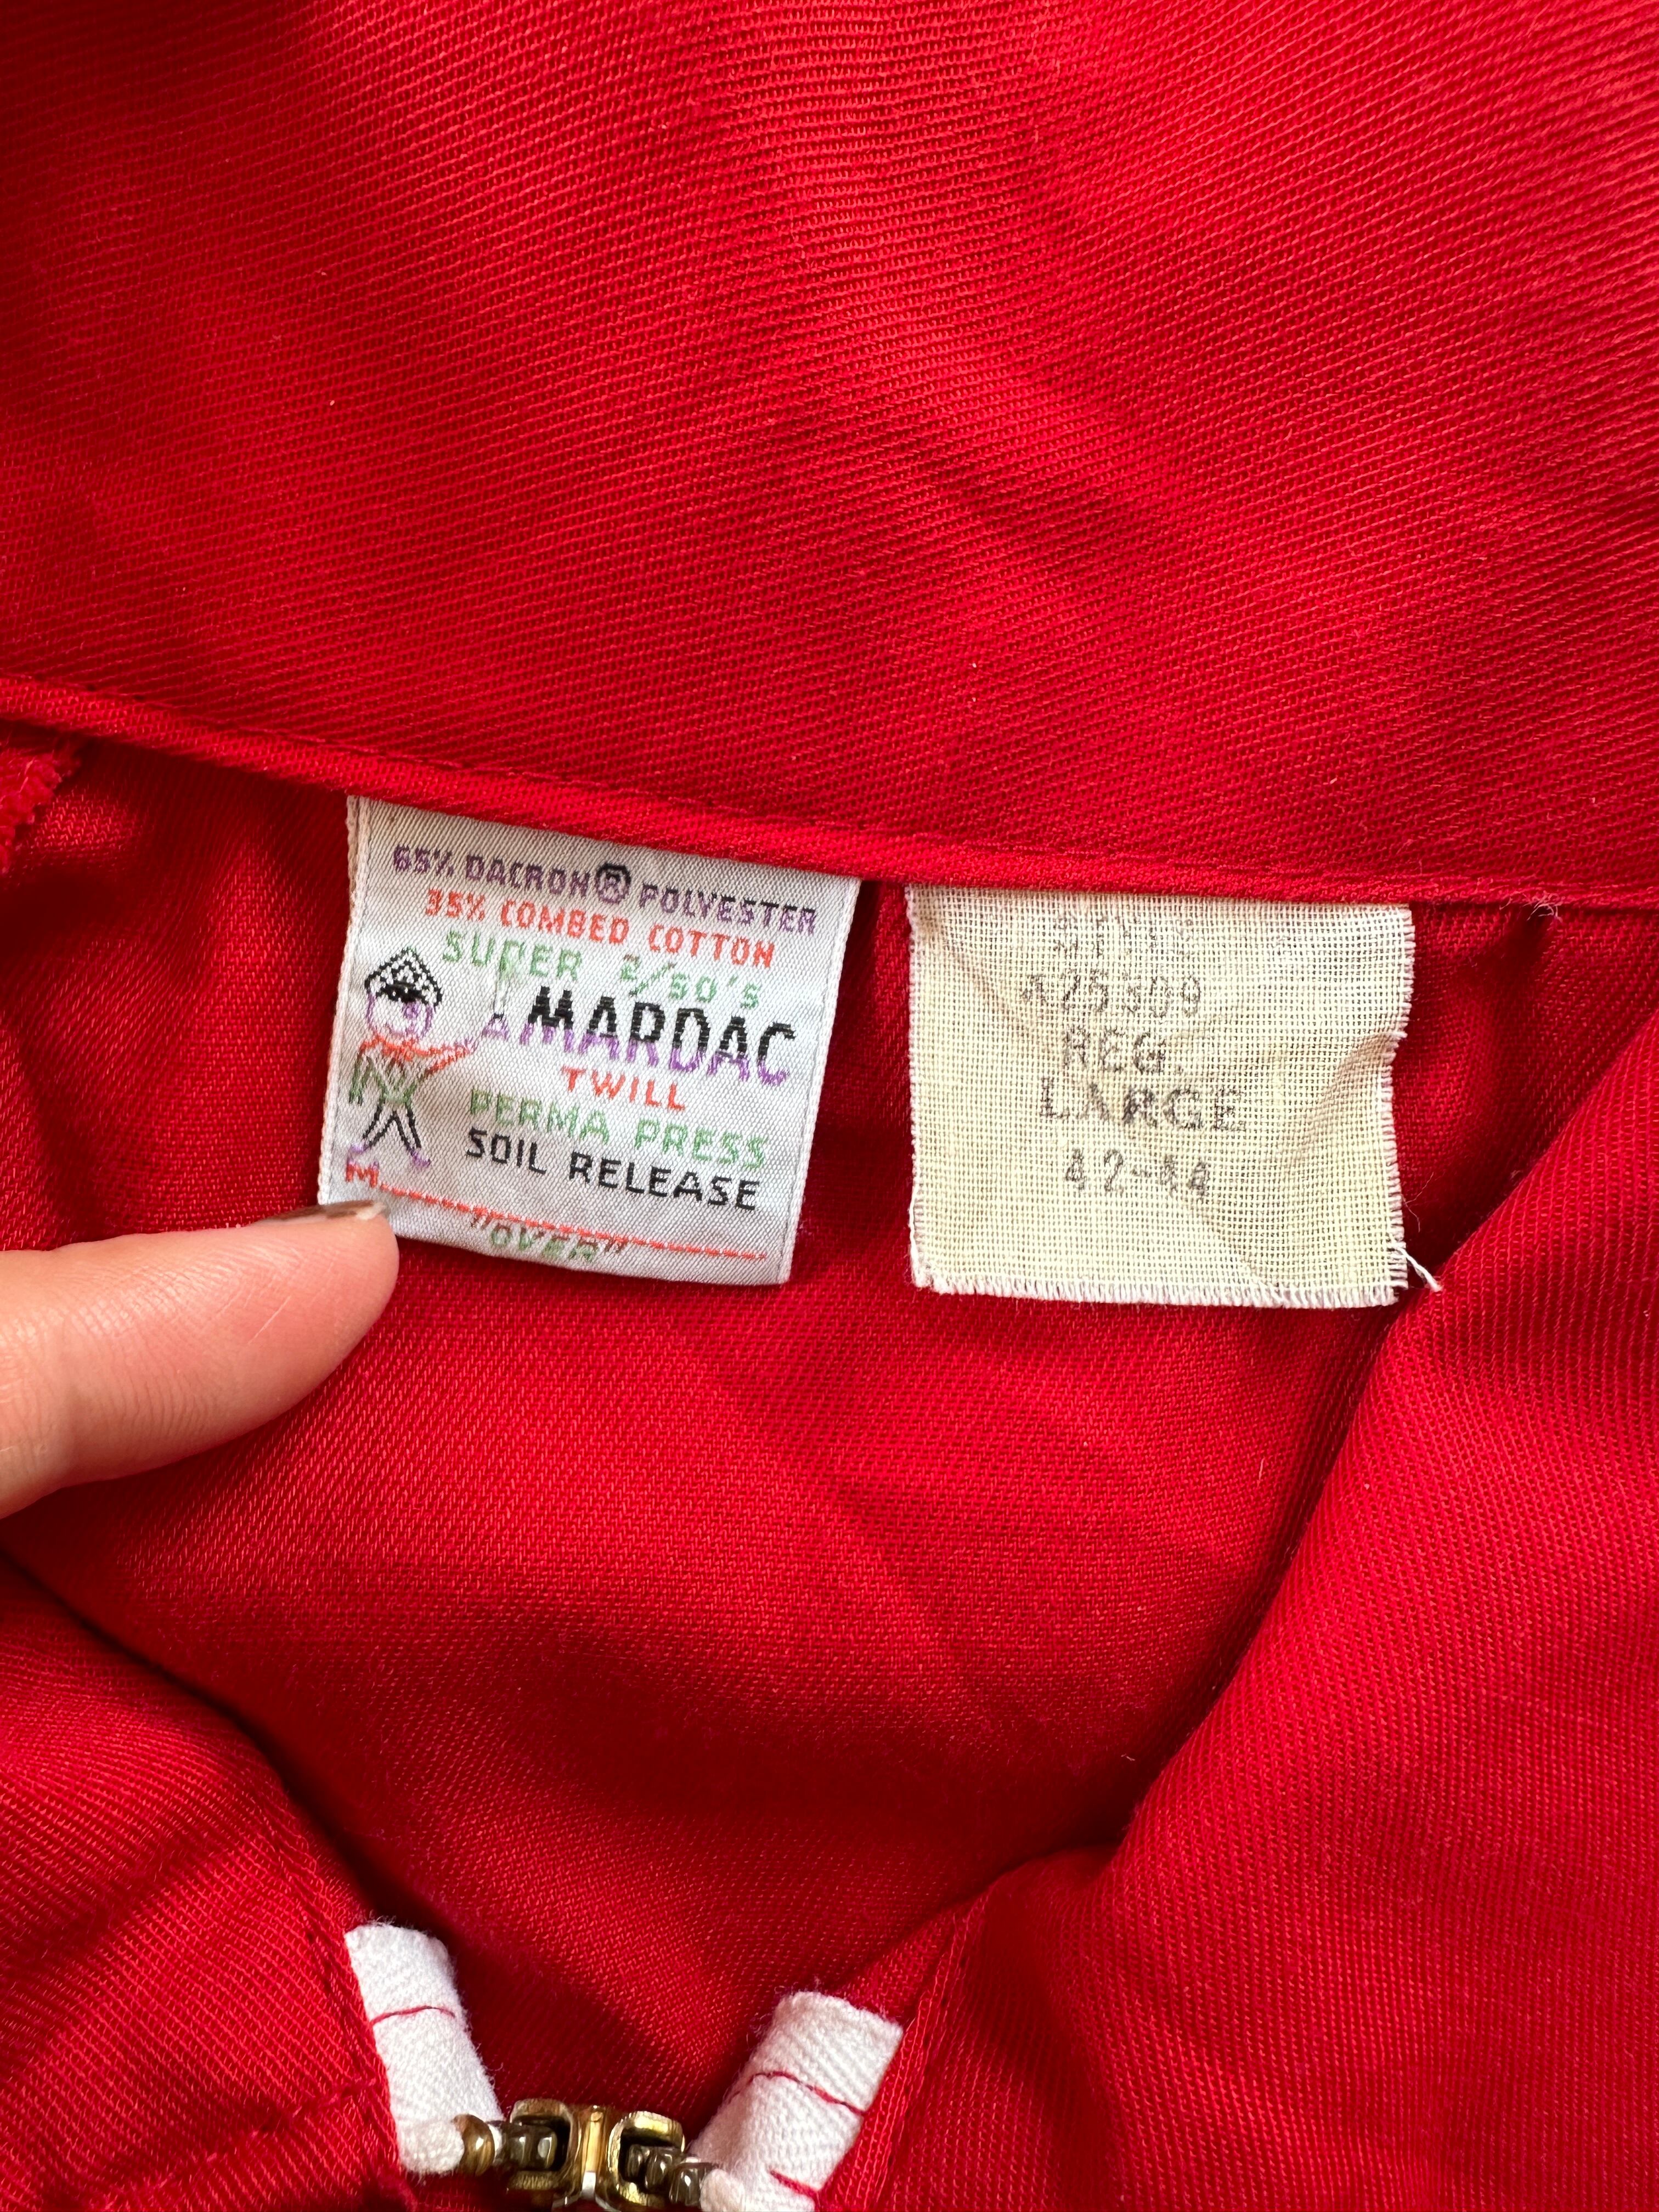 65% DACRON® POLYESTER
35% COMBED COTTON
SUPER 2/50's
MARDAC
TWILL
PERMA PRESS
SOIL RELEASE
"OVER"
REG.
LARGE
42-44